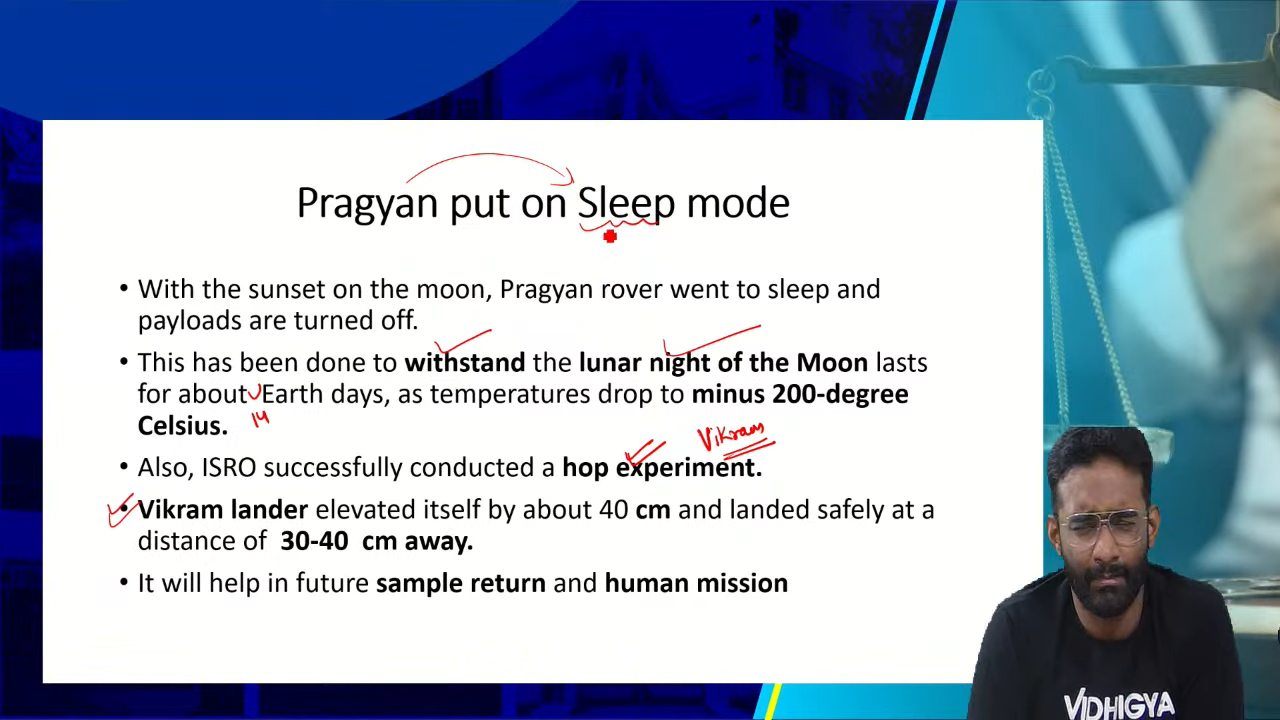 Pragyan put on Sleep mode
• With the sunset on the moon, Pragyan rover went to sleep and
payloads are turned off.
• This has been done to withstand the lunar night of the Moon lasts
for about Earth days, as temperatures drop to minus 200-degree
14
Celsius.
Vikram
• Also, ISRO successfully conducted a hop experiment.
• Vikram lander elevated itself by about 40 cm and landed safely at a
distance of 30-40 cm away.
• It will help in future sample return and human mission
VIDHIGYA